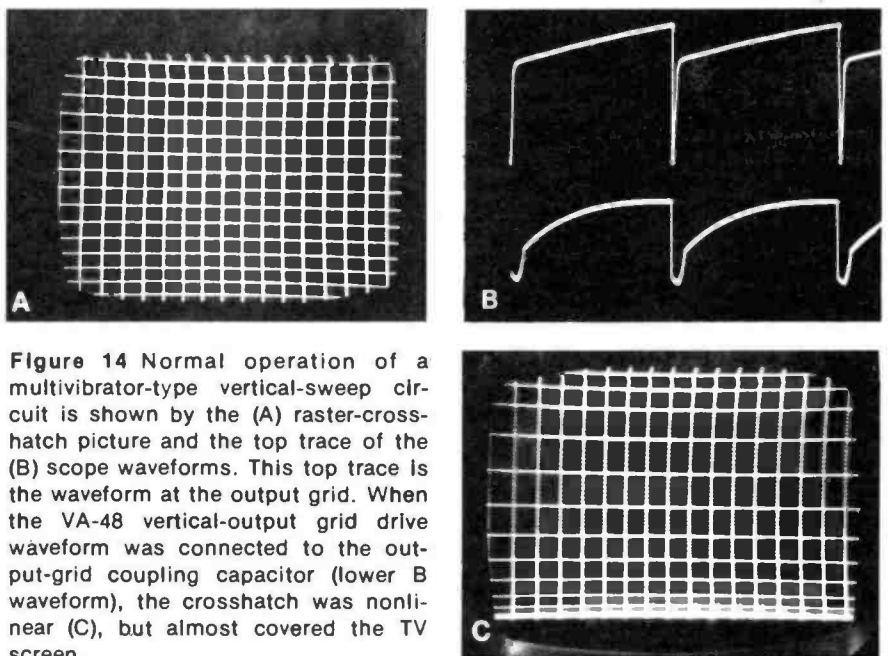 A
B
Figure 14 Normal operation of a
multivibrator-type vertical-sweep cir-
cuit is shown by the (A) raster-cross-
hatch picture and the top trace of the
(B) scope waveforms. This top trace is
the waveform at the output grid. When
the VA-48 vertical-output grid drive
waveform was connected to the out-
put-grid coupling capacitor (lower B
waveform), the crosshatch was nonli-
near (C), but almost covered the TV
screen.
C